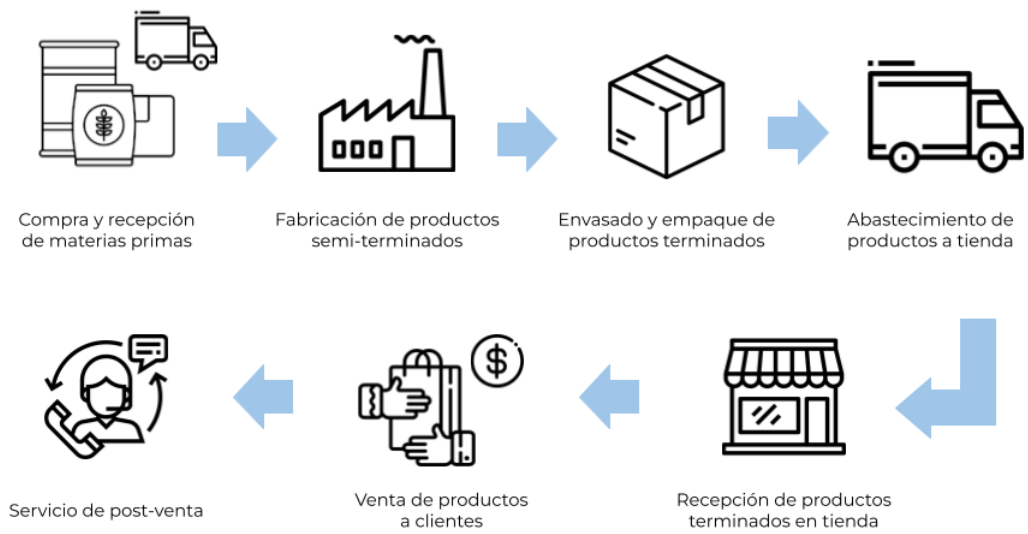 Compra y recepción
de materias primas
Fabricación de productos
semi-terminados
Envasado y empaque de
productos terminados
Abastecimiento de
productos a tienda
Servicio de post-venta
$
Venta de productos
a clientes
Recepción de productos
terminados en tienda